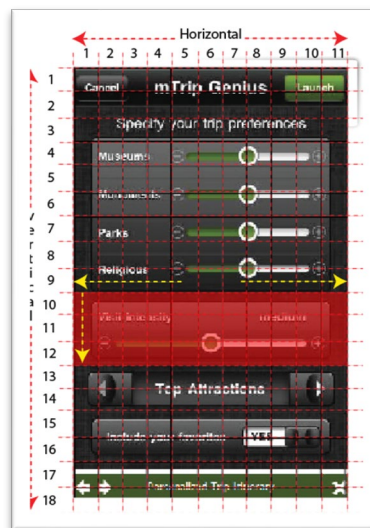 Horizontal
1 2 3 4 5 6 7 8 9 10 11
Vertical
1
2
3
4
5
6
7
8
9
10
11
12
13
14
15
16
17
18
Cancel mTrip Genius Launch
Specify your trip preferences
Museums
Monuments
Parks
Religious
Visit intensity medium
Top Attractions
Include your favorites YES
Personalized Trip Itinerary